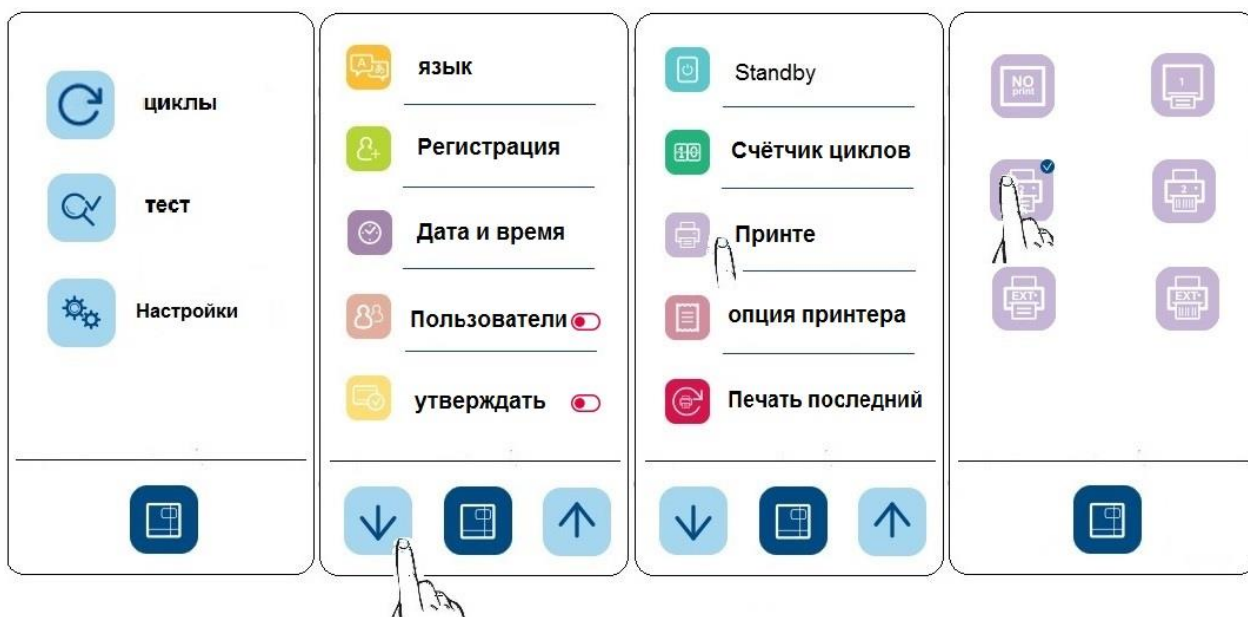 циклы
тест
Настройки
язык
Регистрация
Дата и время
Пользователи
утверждать
Standby
Счётчик циклов
Принте
опция принтера
Печать последний
NO
print
1
2
EXT.
EXT.